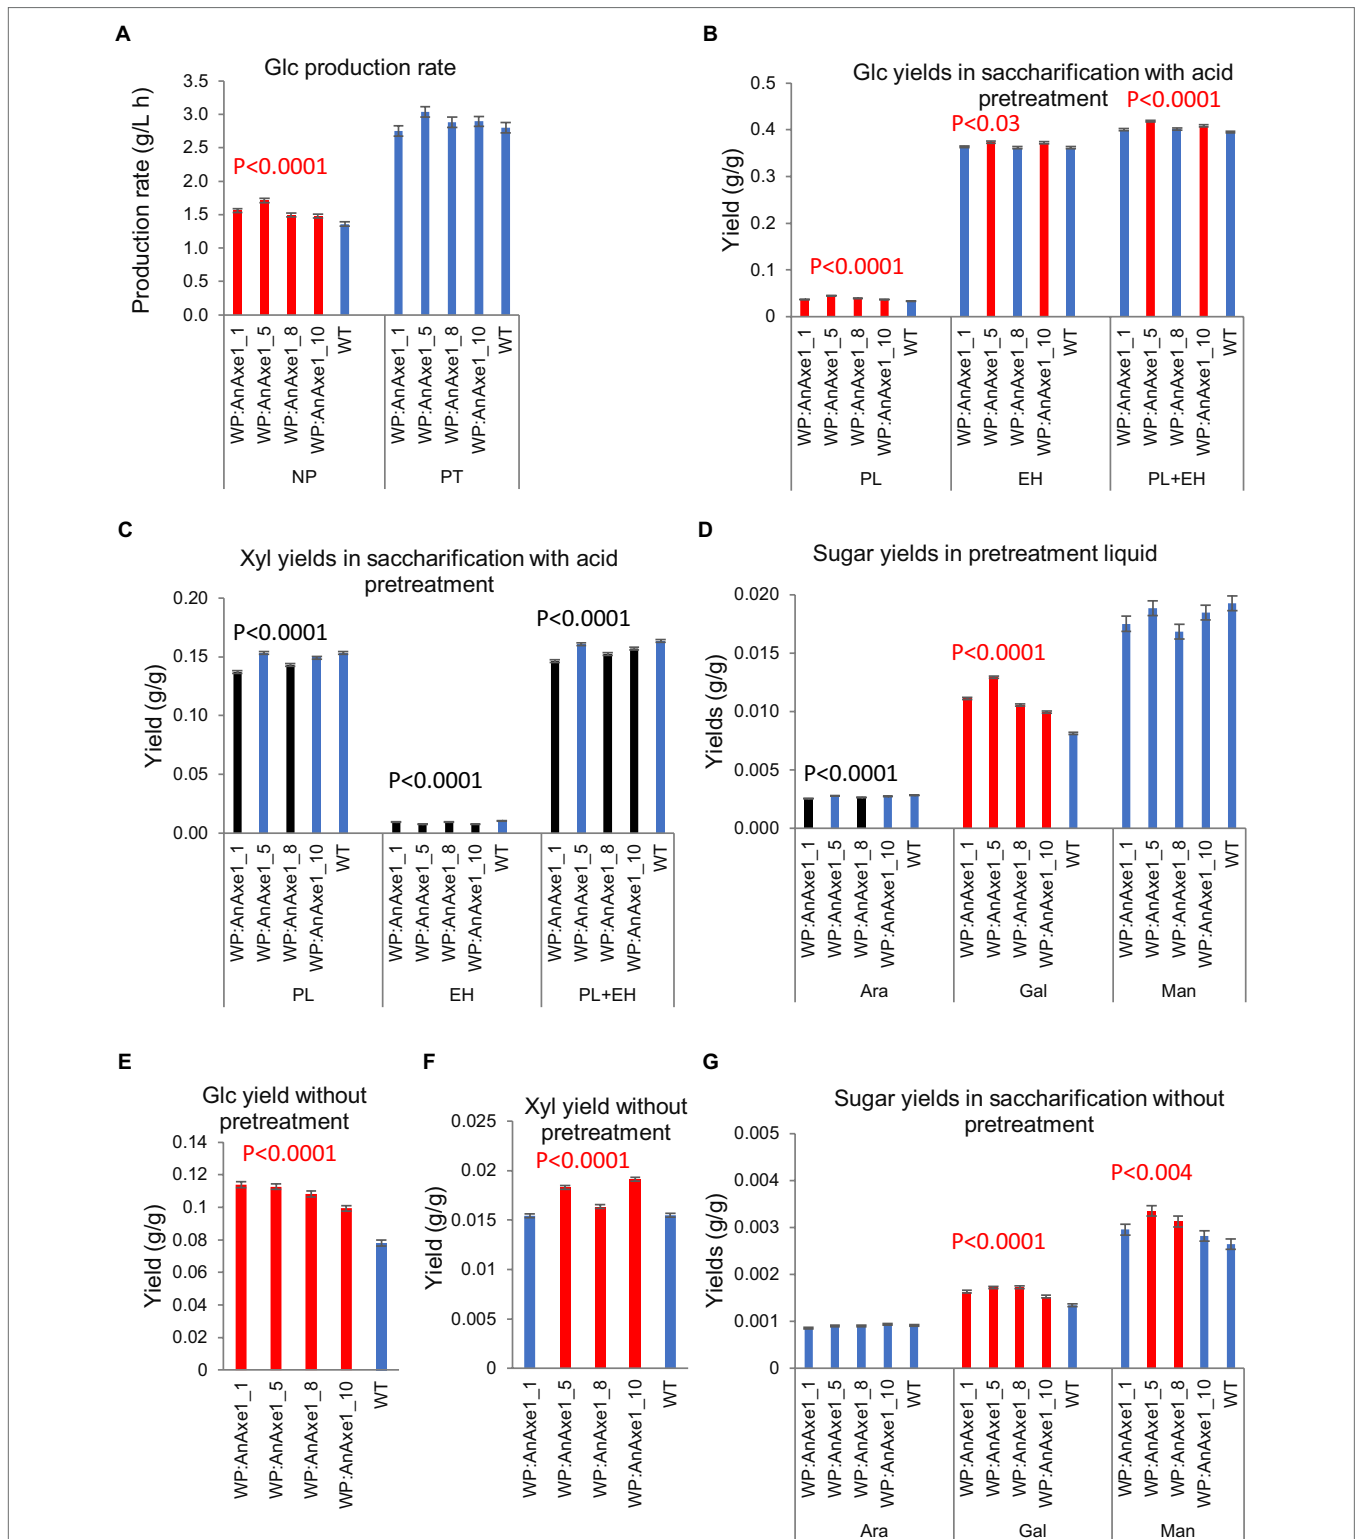 A
Glc production rate
Production rate (g/L h)
3.5
3.0
2.5
2.0
1.5
1.0
0.5
0.0
P<0.0001
WP:AnAxe1_1
WP:AnAxe1_5
WP:AnAxe1_8
WP:AnAxe1_10
WT
WP:AnAxe1_1
WP:AnAxe1_5
WP:AnAxe1_8
WP:AnAxe1_10
WT
NP
PT
B
Glc yields in saccharification with acid
pretreatment
Yield (g/g)
0.5
0.4
0.3
0.2
0.1
0
P<0.0001
P<0.03
P<0.0001
WP:AnAxe1_1
WP:AnAxe1_5
WP:AnAxe1_8
WP:AnAxe1_10
WT
WP:AnAxe1_1
WP:AnAxe1_5
WP:AnAxe1_8
WP:AnAxe1_10
WT
WP:AnAxe1_1
WP:AnAxe1_5
WP:AnAxe1_8
WP:AnAxe1_10
WT
PL
EH
PL+EH
C
Xyl yields in saccharification with acid
pretreatment
Yield (g/g)
0.20
0.15
0.10
0.05
0.00
P<0.0001
P<0.0001
P<0.0001
WP:AnAxe1_1
WP:AnAxe1_5
WP:AnAxe1_8
WP:AnAxe1_10
WT
WP:AnAxe1_1
WP:AnAxe1_5
WP:AnAxe1_8
WP:AnAxe1_10
WT
WP:AnAxe1_1
WP:AnAxe1_5
WP:AnAxe1_8
WP:AnAxe1_10
WT
PL
EH
PL+EH
D
Sugar yields in pretreatment liquid
Yields (g/g)
0.020
0.015
0.010
0.005
0.000
P<0.0001
P<0.0001
WP:AnAxe1_1
WP:AnAxe1_5
WP:AnAxe1_8
WP:AnAxe1_10
WT
WP:AnAxe1_1
WP:AnAxe1_5
WP:AnAxe1_8
WP:AnAxe1_10
WT
WP:AnAxe1_1
WP:AnAxe1_5
WP:AnAxe1_8
WP:AnAxe1_10
WT
Ara
Gal
Man
E
Glc yield without
pretreatment
Yield (g/g)
0.14
0.12
0.1
0.08
0.06
0.04
0.02
0
P<0.0001
WP:AnAxe1_1
WP:AnAxe1_5
WP:AnAxe1_8
WP:AnAxe1_10
WT
F
Xyl yield without
pretreatment
Yield (g/g)
0.025
0.02
0.015
0.01
0.005
0
P<0.0001
WP:AnAxe1_1
WP:AnAxe1_5
WP:AnAxe1_8
WP:AnAxe1_10
WT
G
Sugar yields in saccharification without
pretreatment
Yields (g/g)
0.005
0.004
0.003
0.002
0.001
0
P<0.0001
P<0.004
WP:AnAxe1_1
WP:AnAxe1_5
WP:AnAxe1_8
WP:AnAxe1_10
WT
WP:AnAxe1_1
WP:AnAxe1_5
WP:AnAxe1_8
WP:AnAxe1_10
WT
WP:AnAxe1_1
WP:AnAxe1_5
WP:AnAxe1_8
WP:AnAxe1_10
WT
Ara
Gal
Man